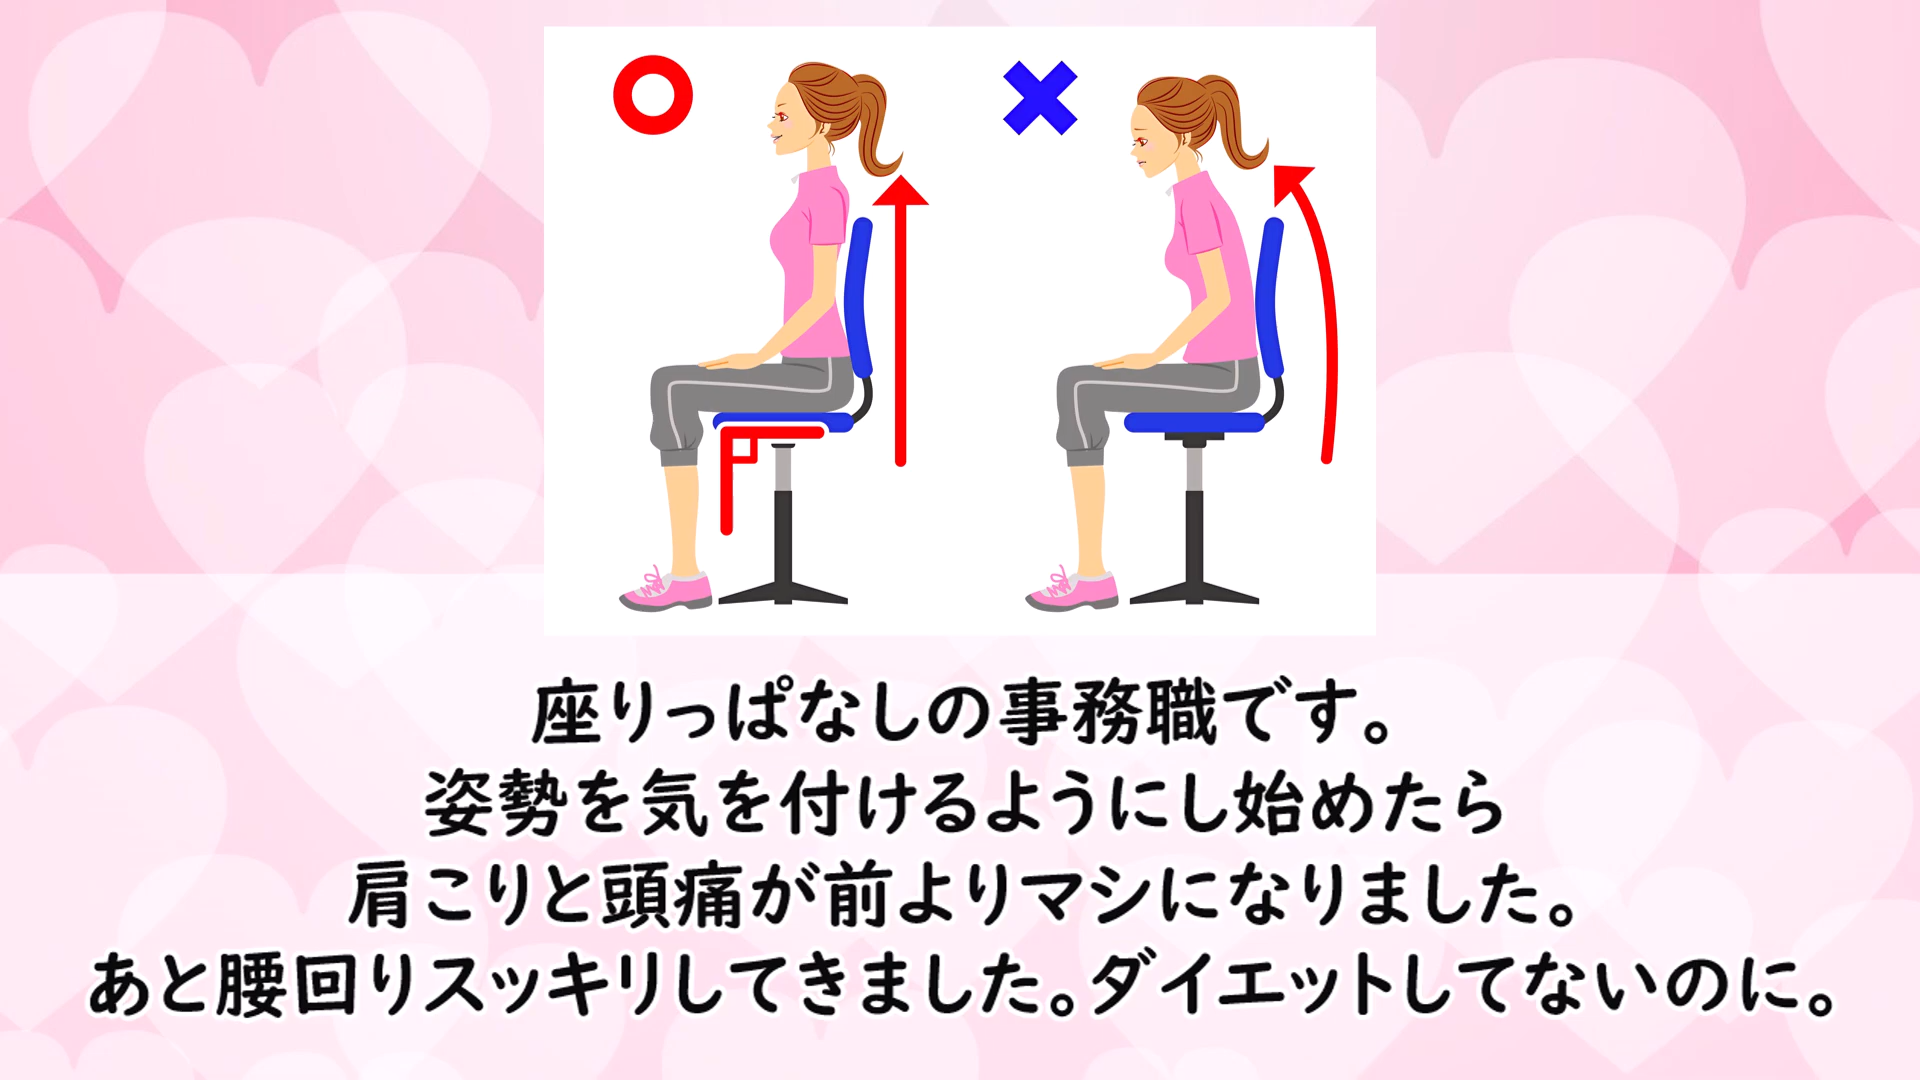 座りっぱなしの事務職です。
姿勢を気を付けるようにし始めたら
肩こりと頭痛が前よりマシになりました。
あと腰回りスッキリしてきました。ダイエットしてないのに。